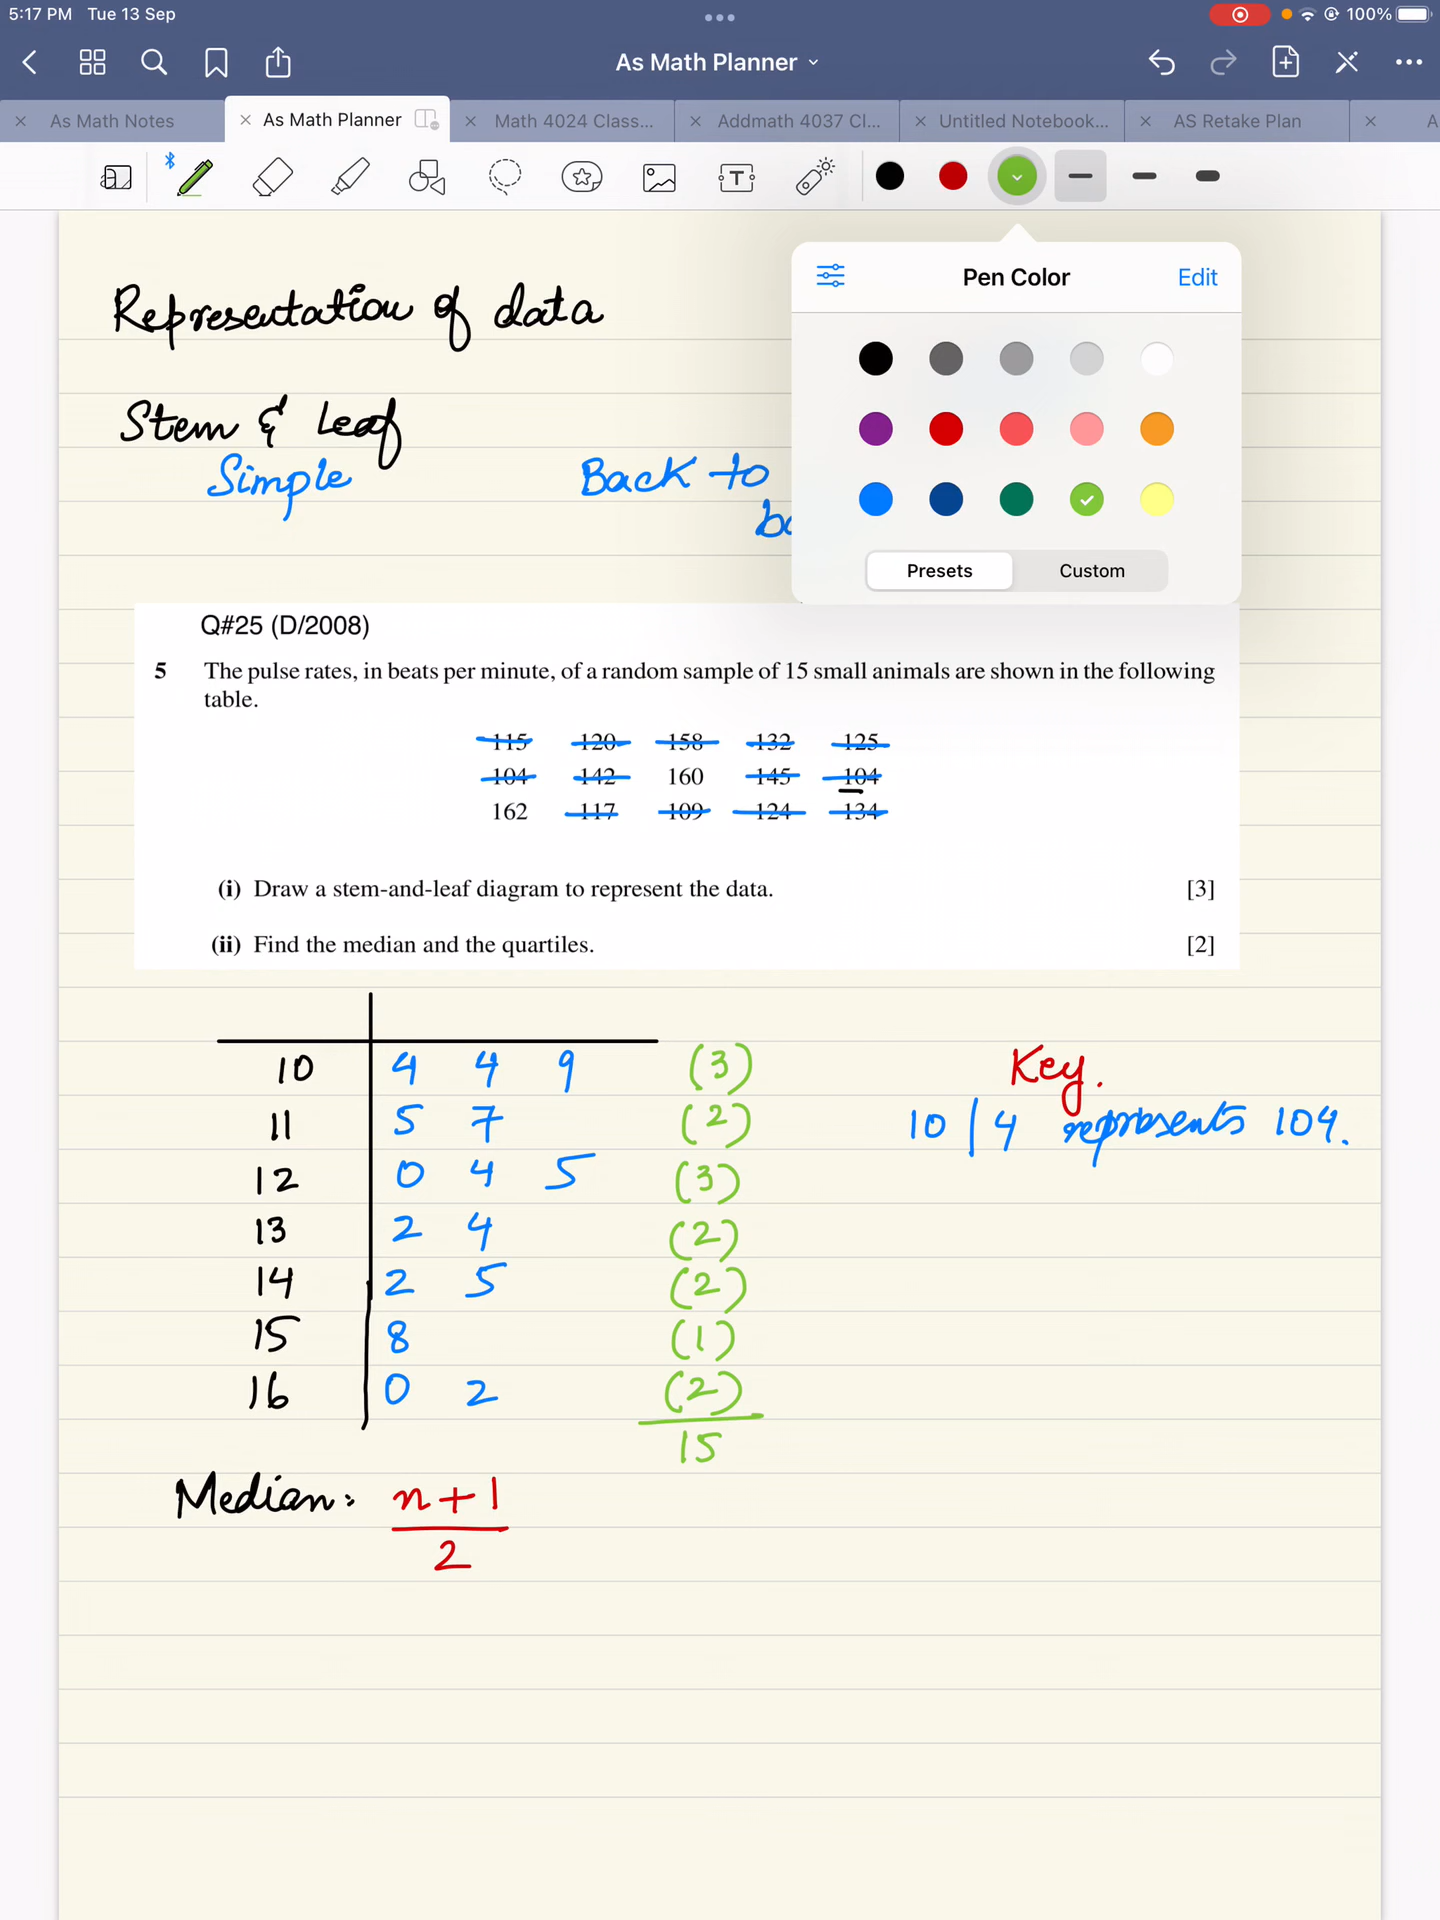 5:17 PM Tue 13 Sep
100%
As Math Planner
As Math Notes
As Math Planner
Math 4024 Class...
Addmath 4037 Cl...
Untitled Notebook...
AS Retake Plan
A
Pen Color
Edit
Presets
Custom
Representation of data
Stem & Leaf
Simple
Back to
Q#25 (D/2008)
5 The pulse rates, in beats per minute, of a random sample of 15 small animals are shown in the following
table.
115 120 158 132 125
104 142 160 145 104
162 117 109 124 134
(i) Draw a stem-and-leaf diagram to represent the data. [3]
(ii) Find the median and the quartiles. [2]
10 | 4 4 9 (3)
11 | 5 7 (2)
12 | 0 4 5 (3)
13 | 2 4 (2)
14 | 2 5 (2)
15 | 8 (1)
16 | 0 2 (2)
15
Key.
10 | 4 represents 104.
Median: n+1
2